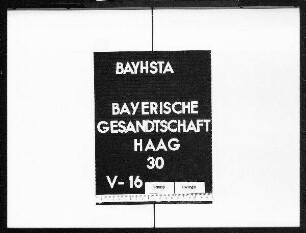 BAYHSTA
BAYERISCHE
GESANDTSCHAFT
HAAG
30
V-16